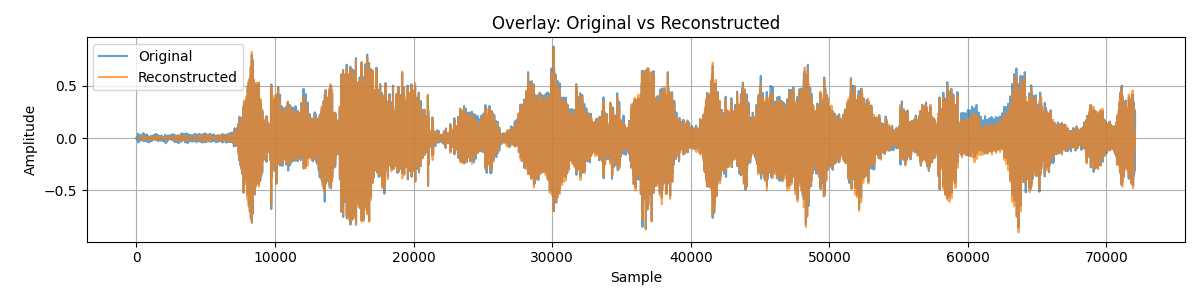 Overlay: Original vs Reconstructed
Original
Reconstructed
Amplitude
0.5
0.0
−0.5
0 10000 20000 30000 40000 50000 60000 70000
Sample